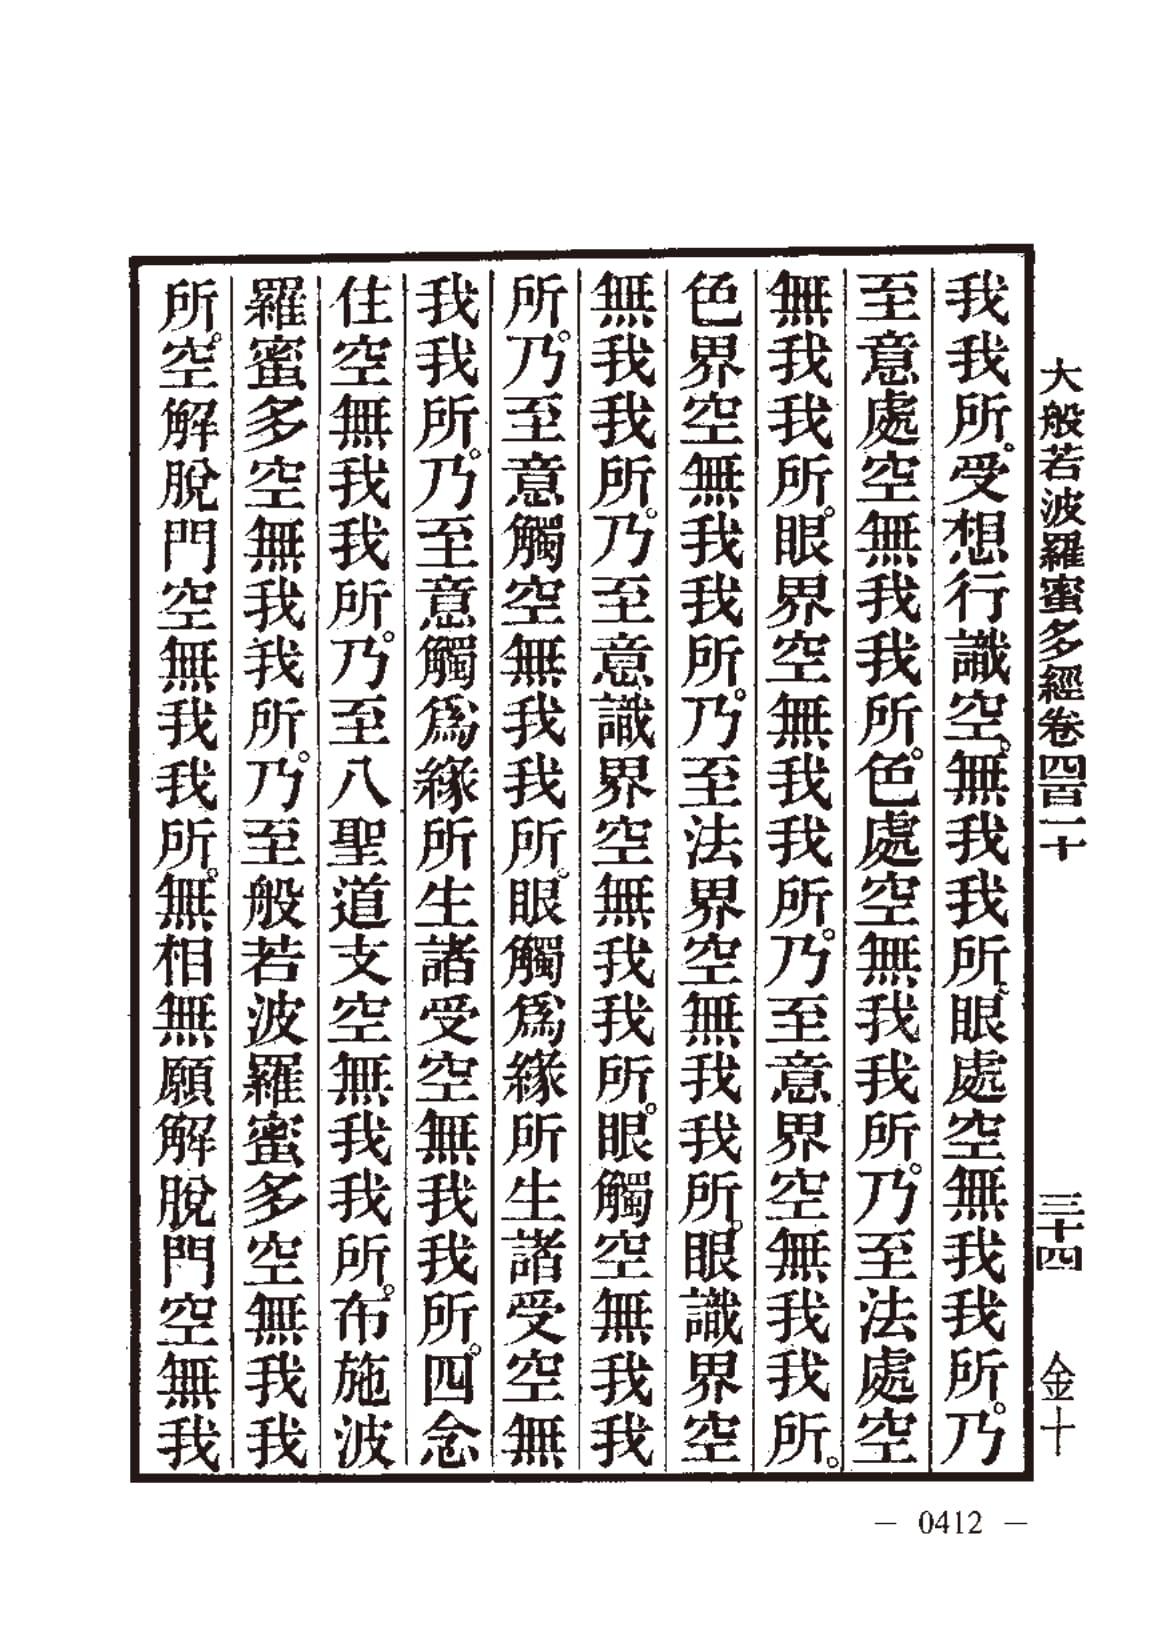 大般若波羅蜜多經卷四百一十 三十四 金十
我我所。受想行識空。無我我所。眼處空無我我所。乃
至意處空無我我所。色處空無我我所。乃至法處空
無我我所。眼界空無我我所。乃至意界空無我我所。
色界空無我我所。乃至法界空無我我所。眼識界空
無我我所。乃至意識界空無我我所。眼觸空無我我
所。乃至意觸空無我我所。眼觸爲緣所生諸受空無
我我所。乃至意觸爲緣所生諸受空無我我所。四念
住空無我我所。乃至八聖道支空無我我所。布施波
羅蜜多空無我我所。乃至般若波羅蜜多空無我我
所。空解脫門空無我我所。無相無願解脫門空無我
— 0412 —